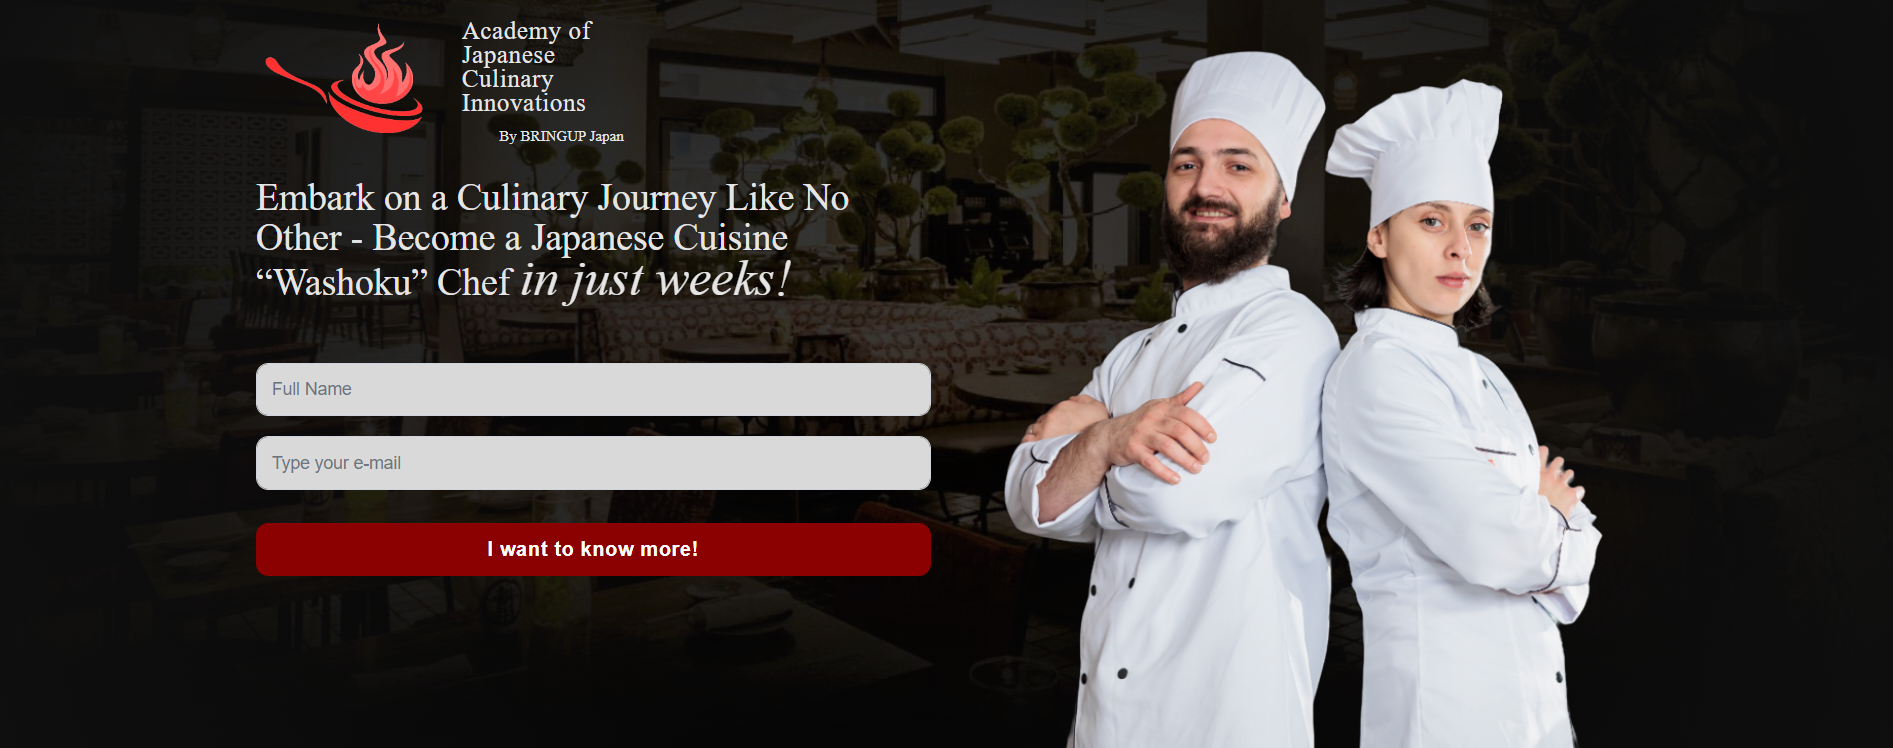 Academy of
Japanese
Culinary
Innovations
By BRINGUP Japan
Embark on a Culinary Journey Like No
Other - Become a Japanese Cuisine
“Washoku” Chef in just weeks!
Full Name
Type your e-mail
I want to know more!